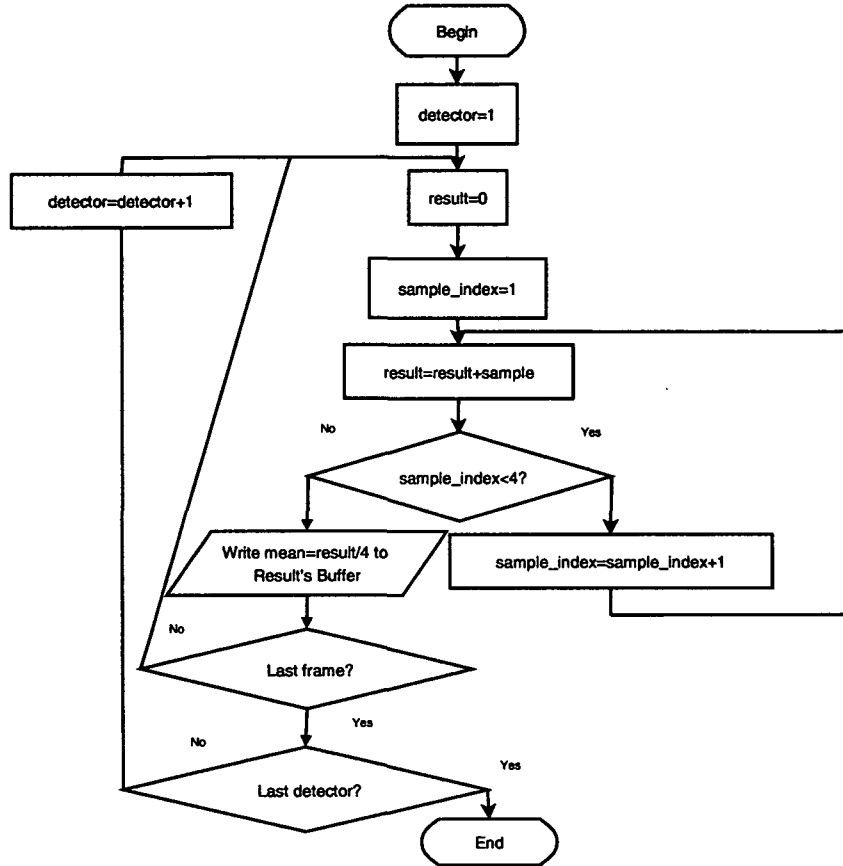 Begin
detector=1
detector=detector+1
result=0
sample_index=1
result=result+sample
No
Yes
sample_index<4?
Write mean=result/4 to
Result's Buffer
sample_index=sample_index+1
No
Last frame?
Yes
No
Last detector?
Yes
End